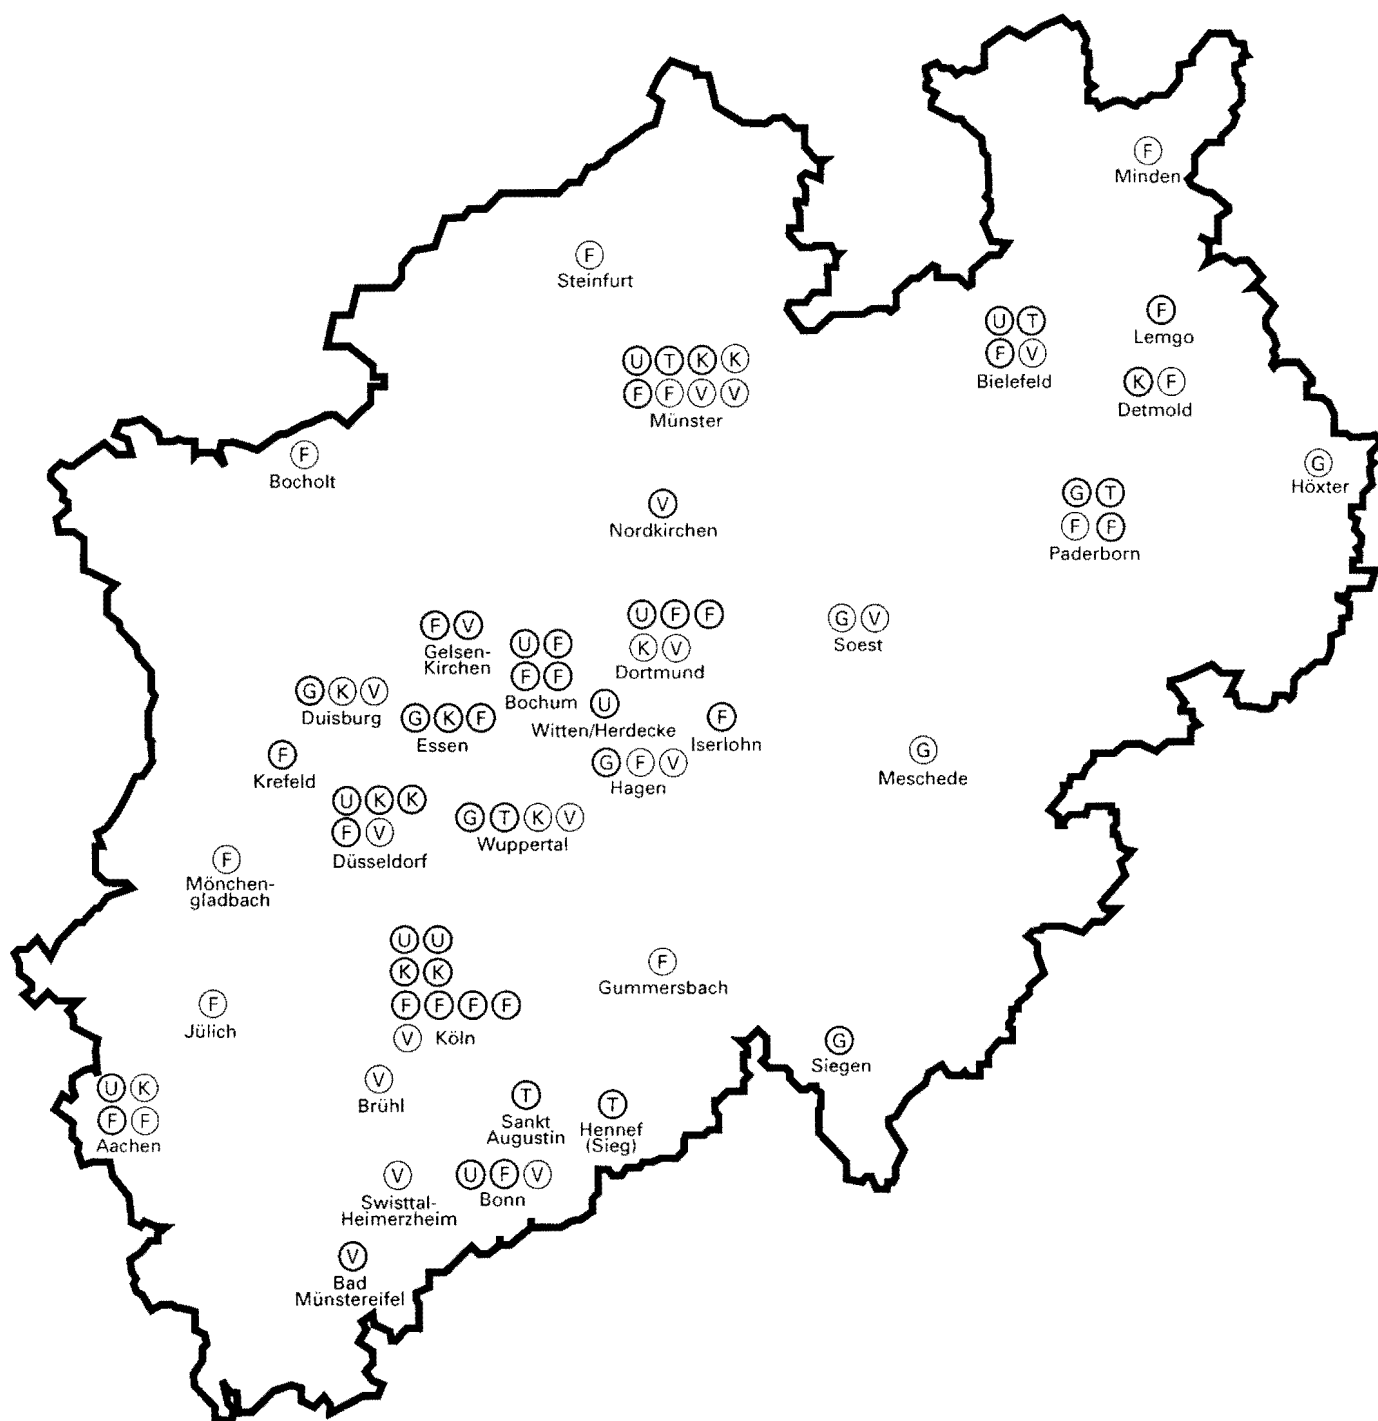 F
Minden
F
Steinfurt
U T
F V
Bielefeld
F
Lemgo
U T K K
F F V V
Münster
K F
Detmold
F
Bocholt
G
Höxter
V
Nordkirchen
G T
F F
Paderborn
F V
Gelsen-
Kirchen
U F
F F
Bochum
U F F
K V
Dortmund
G V
Soest
G K V
Duisburg
G K F
Essen
U
Witten/Herdecke
F
Iserlohn
F
Krefeld
G F V
Hagen
G
Meschede
U K K
F V
Düsseldorf
G T K V
Wuppertal
F
Mönchen-
gladbach
U U
K K
F F F F
V Köln
F
Gummersbach
F
Jülich
G
Siegen
U K
F F
Aachen
V
Brühl
T
Sankt
Augustin
T
Hennef
(Sieg)
V
Swisttal-
Heimerzheim
U F V
Bonn
V
Bad
Münstereifel